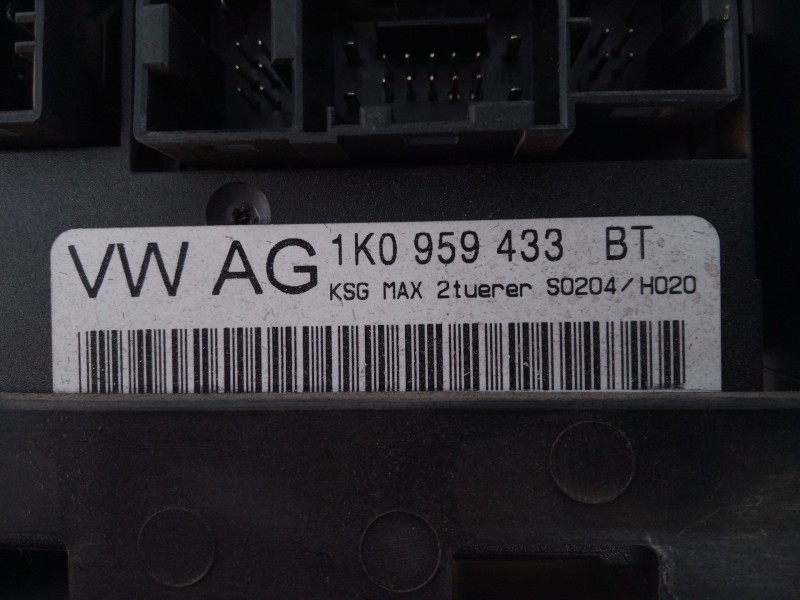 VW AG 1K0 959 433 BT
KSG MAX 2tuerer S0204/H020